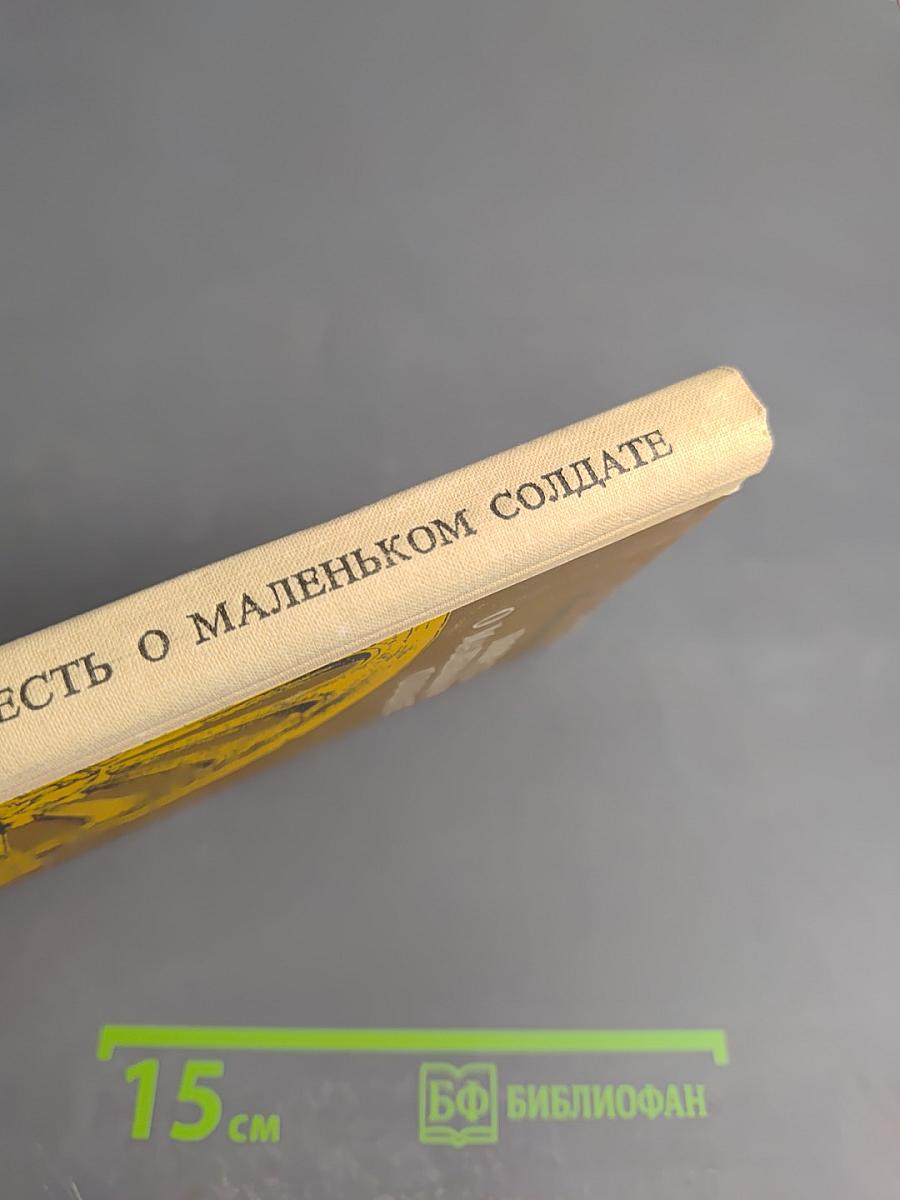 ЕСТЬ О МАЛЕНЬКОМ СОЛДАТЕ
15 см
БФ БИБЛИОФАН